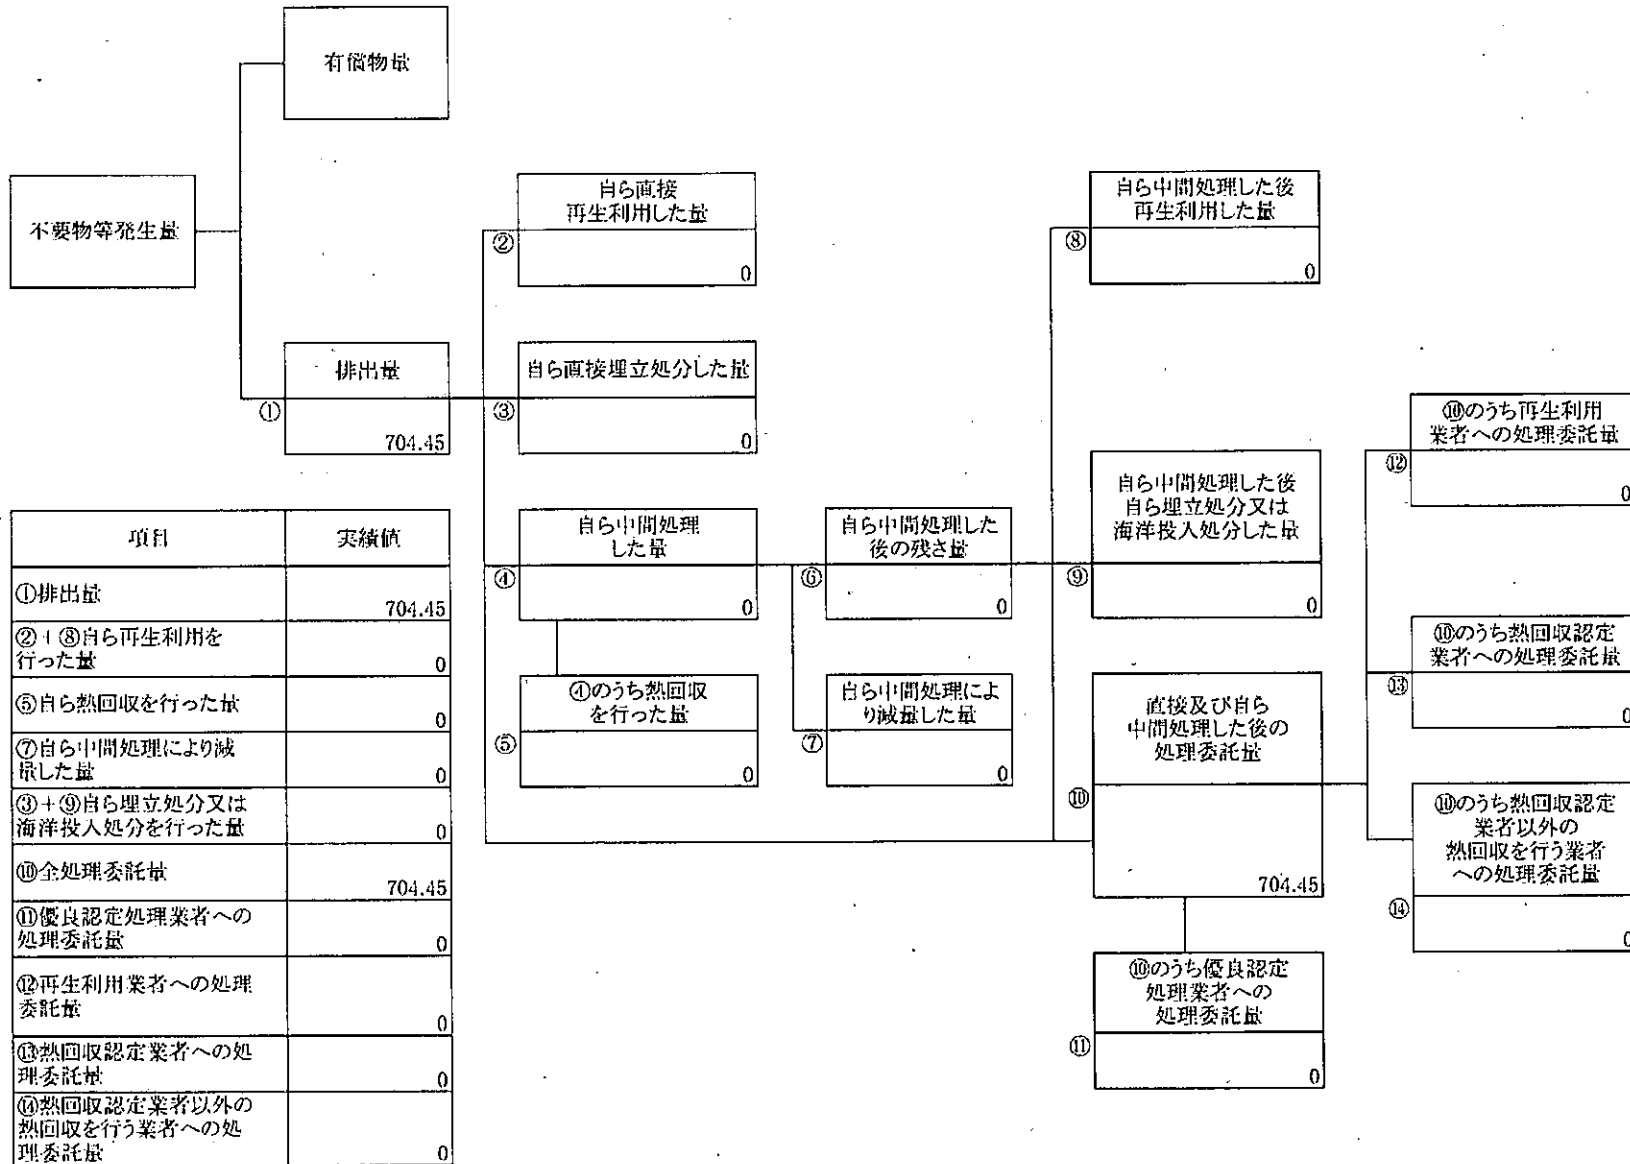 有償物量
不要物等発生量
排出量
①
704.45
自ら直接
再生利用した量
②
0
自ら直接埋立処分した量
③
0
自ら中間処理
した量
④
0
④のうち熱回収
を行った量
⑤
0
自ら中間処理した
後の残さ量
⑥
0
自ら中間処理によ
り減量した量
⑦
0
自ら中間処理した後
再生利用した量
⑧
0
自ら中間処理した後
自ら埋立処分又は
海洋投入処分した量
⑨
0
直接及び自ら
中間処理した後の
処理委託量
⑩
704.45
⑩のうち優良認定
処理業者への
処理委託量
⑪
0
⑩のうち再生利用
業者への処理委託量
⑫
0
⑩のうち熱回収認定
業者への処理委託量
⑬
0
⑩のうち熱回収認定
業者以外の
熱回収を行う業者
への処理委託量
⑭
0
項目 実績値
①排出量 704.45
②+⑧自ら再生利用を
行った量 0
⑤自ら熱回収を行った量 0
⑦自ら中間処理により減
量した量 0
③+⑨自ら埋立処分又は
海洋投入処分を行った量 0
⑩全処理委託量 704.45
⑪優良認定処理業者への
処理委託量 0
⑫再生利用業者への処理
委託量 0
⑬熱回収認定業者への処
理委託量 0
⑭熱回収認定業者以外の
熱回収を行う業者への処
理委託量 0